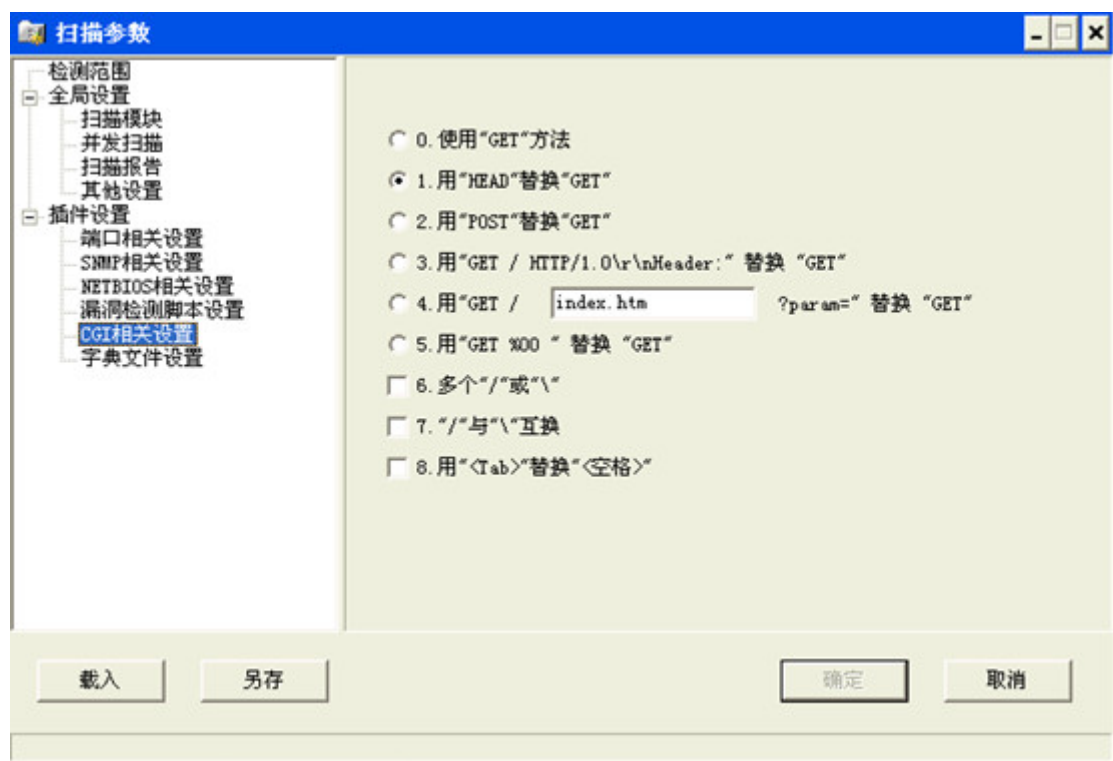 扫描参数
检测范围
全局设置
扫描模块
并发扫描
扫描报告
其他设置
插件设置
端口相关设置
SNMP相关设置
NETBIOS相关设置
漏洞检测脚本设置
CGI相关设置
字典文件设置
0.使用"GET"方法
1.用"HEAD"替换"GET"
2.用"POST"替换"GET"
3.用"GET / HTTP/1.0\r\nHeader:" 替换 "GET"
4.用"GET / index.htm ?param=" 替换 "GET"
5.用"GET %00 " 替换 "GET"
6.多个"/"或"\"
7."/"与"\"互换
8.用"<Tab>"替换"<空格>"
载入 另存 确定 取消